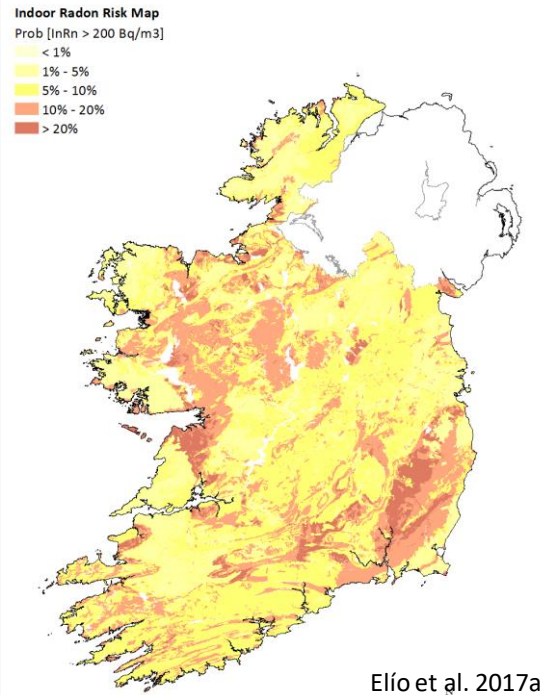 Indoor Radon Risk Map
Prob [InRn > 200 Bq/m3]
< 1%
1% - 5%
5% - 10%
10% - 20%
> 20%
Elío et al. 2017a